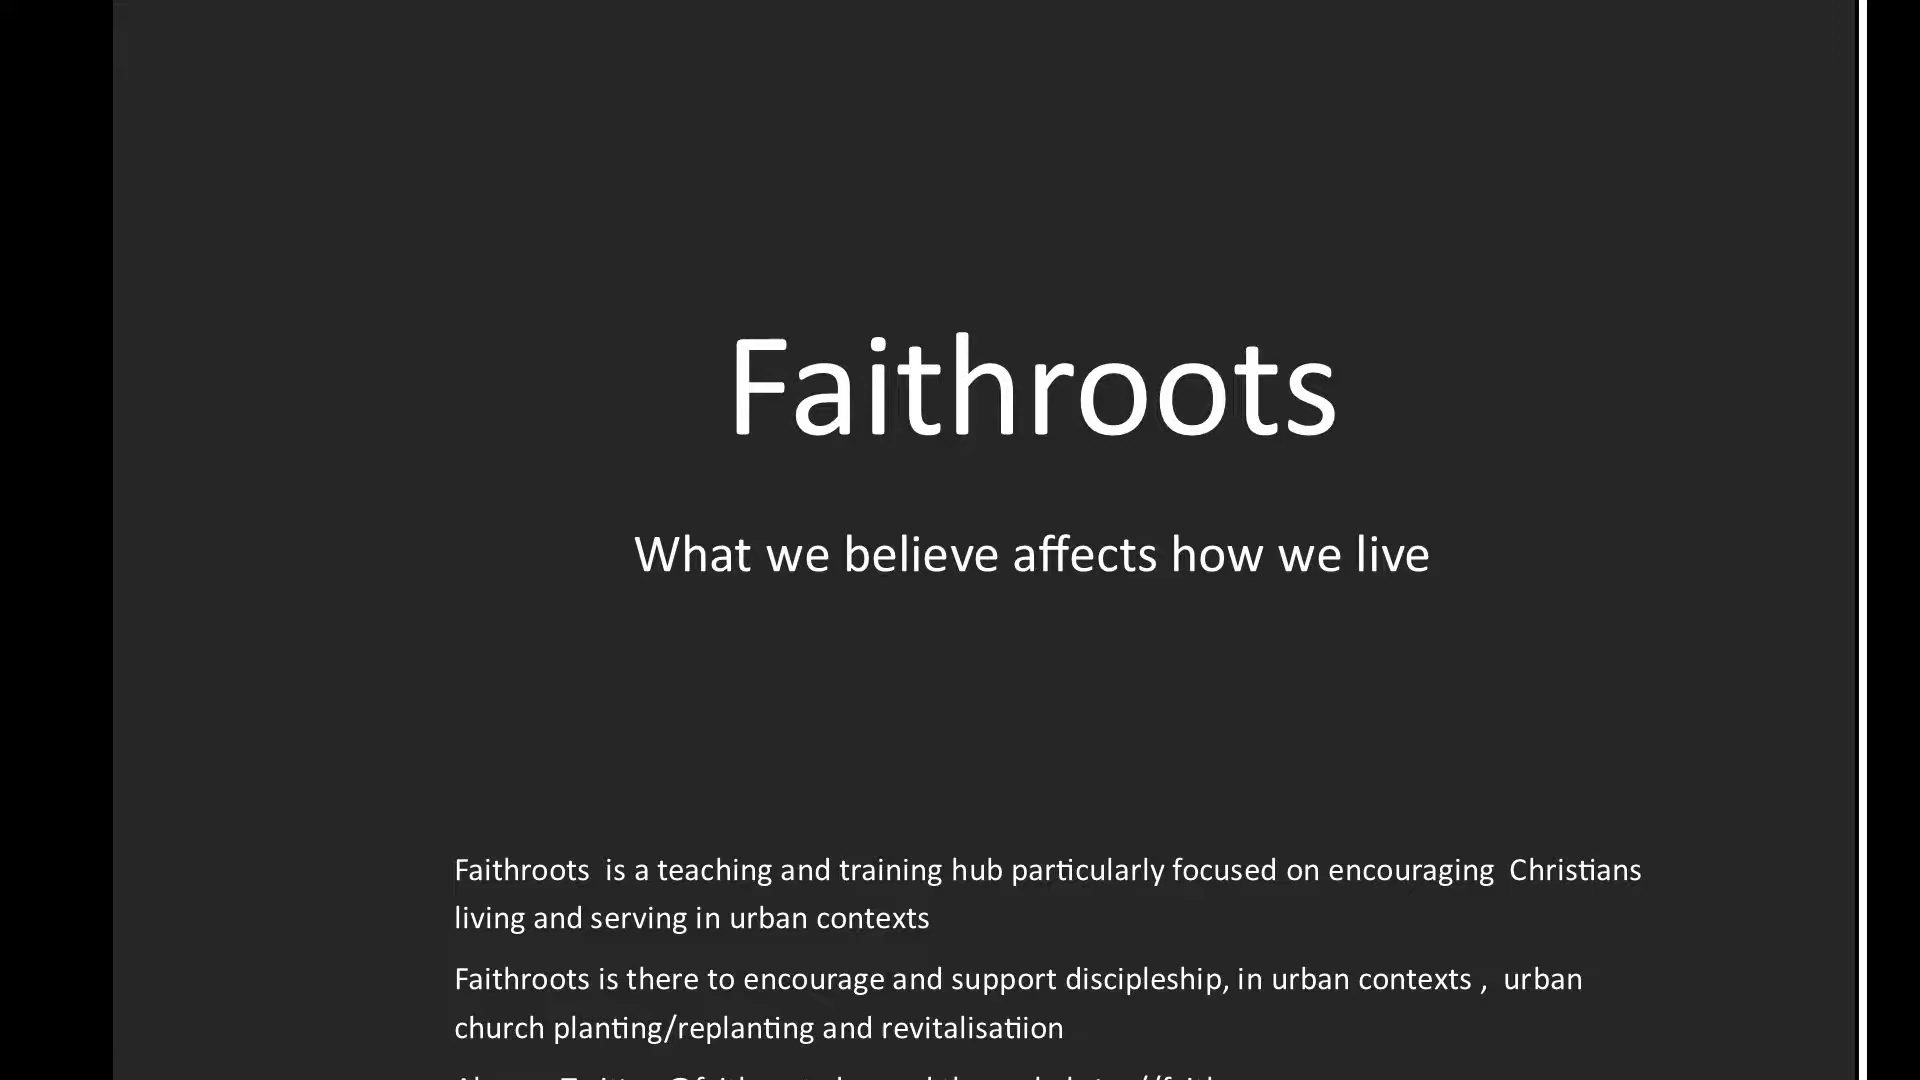 Faithroots
What we believe affects how we live
Faithroots is a teaching and training hub particularly focused on encouraging Christians
living and serving in urban contexts
Faithroots is there to encourage and support discipleship, in urban contexts , urban
church planting/replanting and revitalisatiion